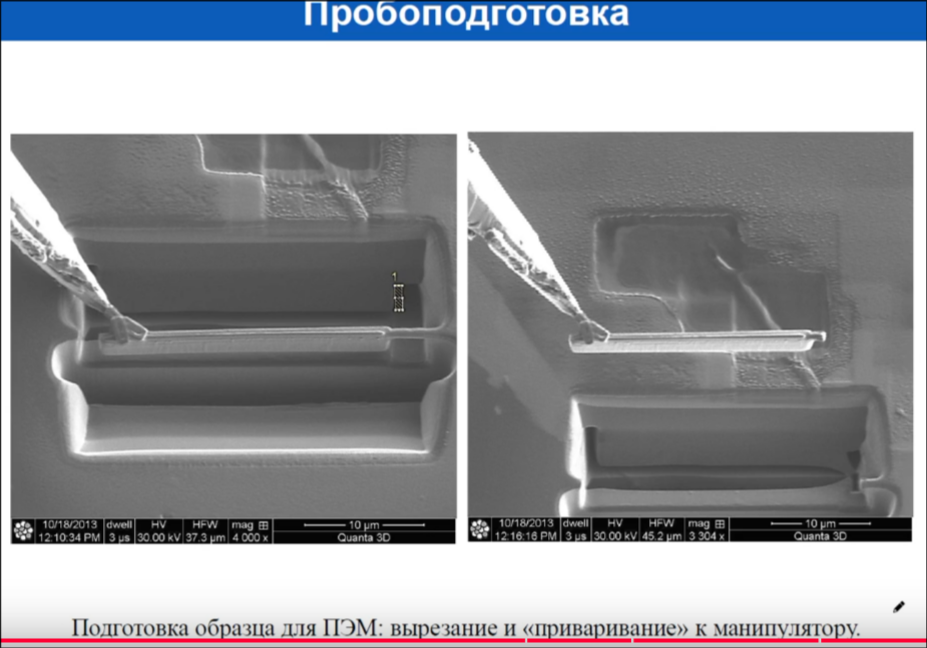 Пробоподготовка
1
10/18/2013 dwell HV HFW mag
12:10:34 PM 3 µs 30.00 kV 37.3 µm 4 000 x
10 µm
Quanta 3D
10/18/2013 dwell HV HFW mag
12:16:16 PM 3 µs 30.00 kV 45.2 µm 3 304 x
10 µm
Quanta 3D
Подготовка образца для ПЭМ: вырезание и «приваривание» к манипулятору.